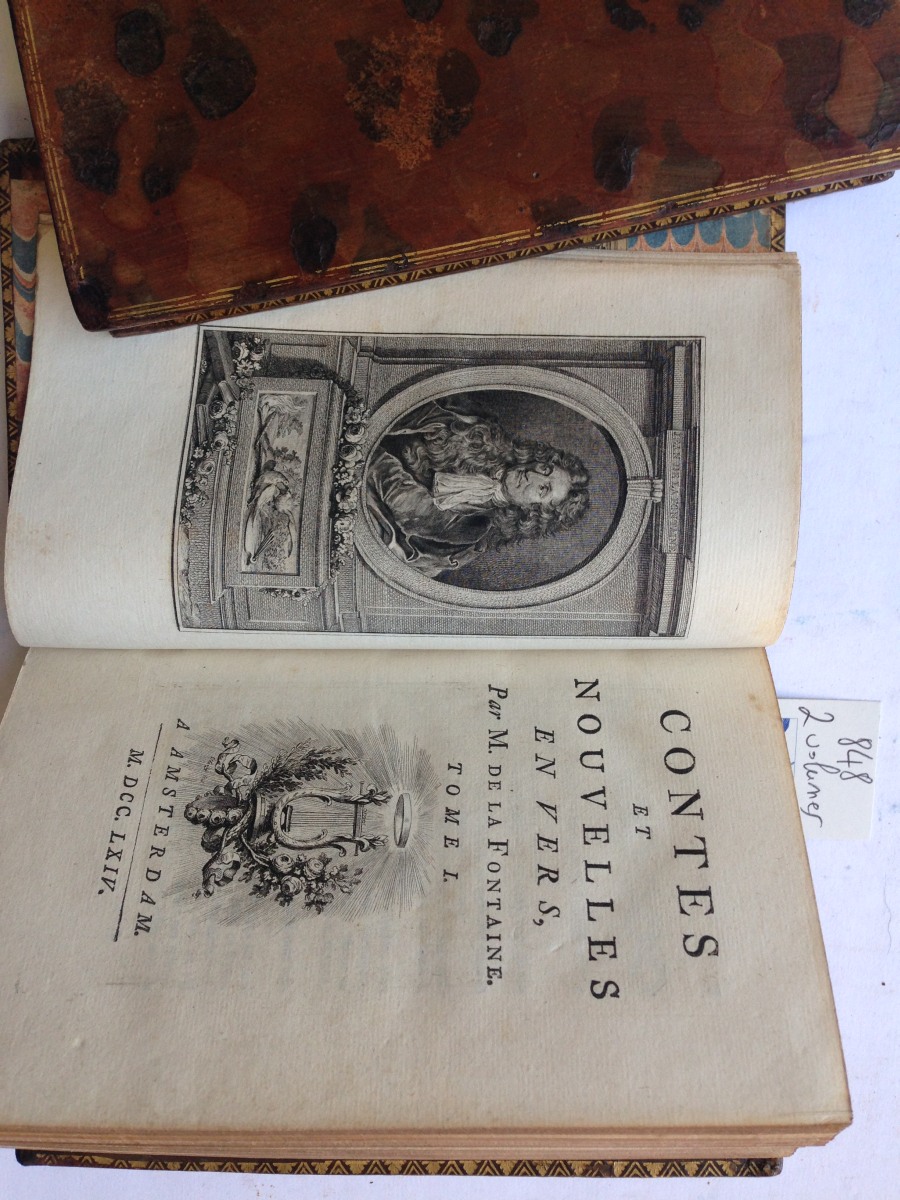 CONTES
ET
NOUVELLES
EN VERS,
Par M. DE LA FONTAINE.
TOME I.
A AMSTERDAM.
M. DCC. LXIV.
848
2 volumes